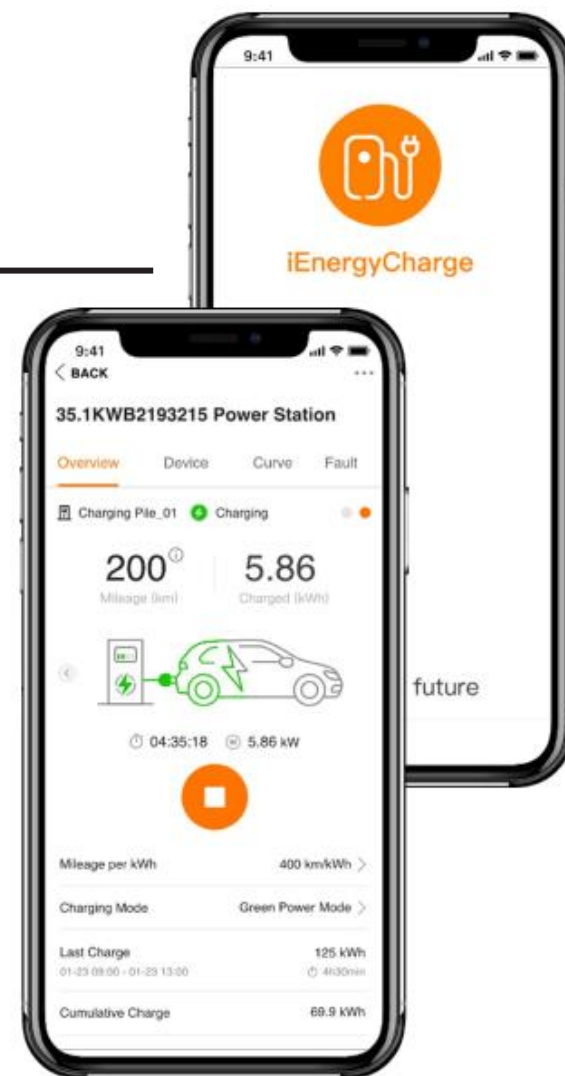 9:41
iEnergyCharge
future
9:41
BACK
35.1KWB2193215 Power Station
Overview Device Curve Fault
Charging Pile_01 Charging
200 5.86
Mileage (km) Charged (kWh)
04:35:18 5.86 kW
Mileage per kWh 400 km/kWh
Charging Mode Green Power Mode
Last Charge 125 kWh
01-23 09:00 - 01-23 13:00 4h30min
Cumulative Charge 69.9 kWh